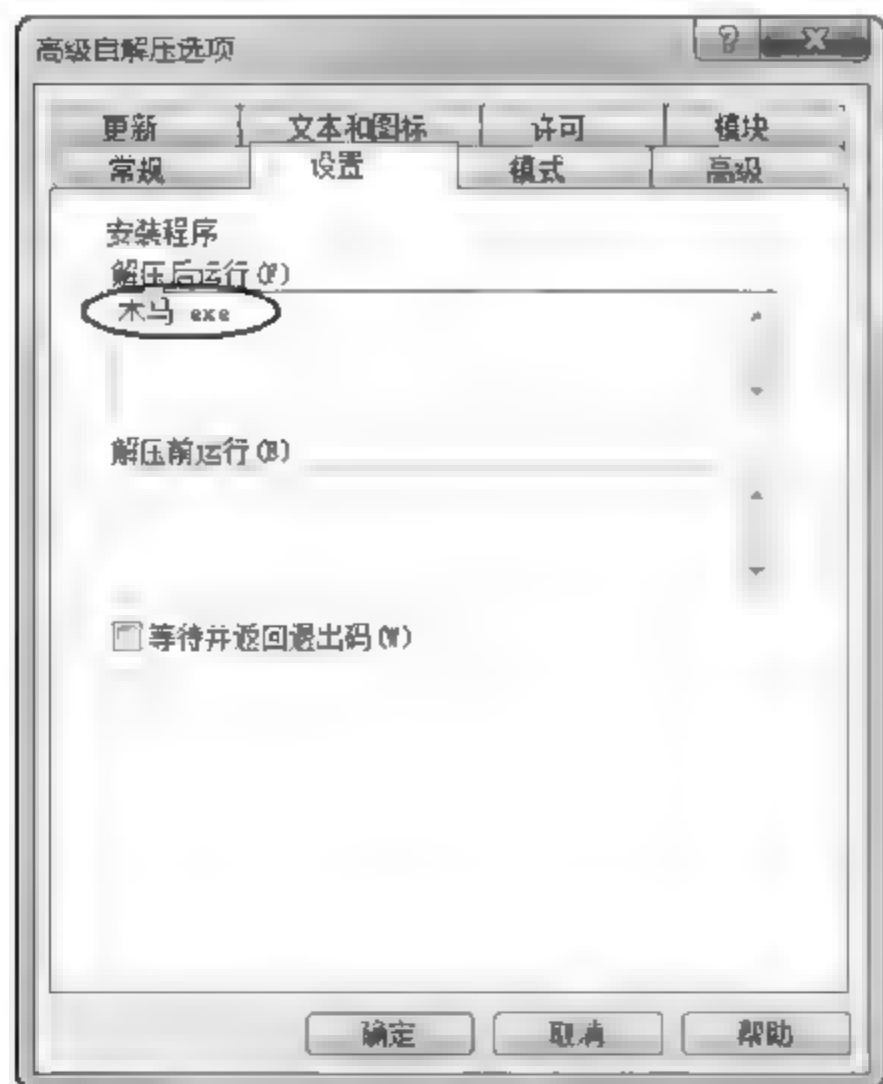 高级自解压选项
更新 文本和图标 许可 模块
常规 设置 模式 高级
安装程序
解压后运行(F)
木马 exe
解压前运行(B)
等待并返回退出码(W)
确定 取消 帮助